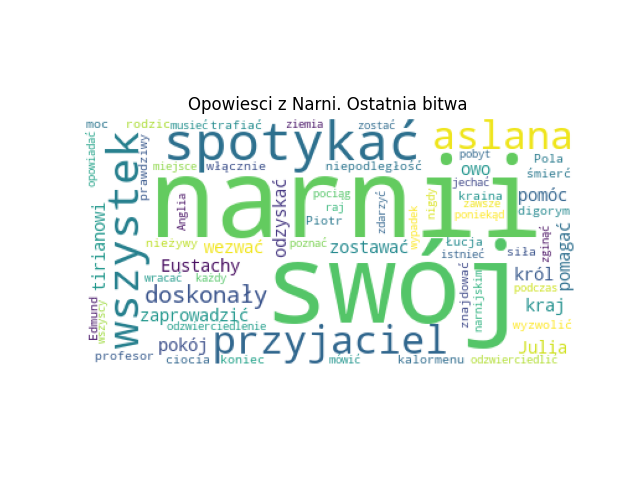 Opowiesci z Narni. Ostatnia bitwa
moc rodzic musieć trafiać ziemia zostać
spotykać aslana
opowiadać
wszystek
prawdziwy
miejsce włącznie niepodległość
pobyt Pola
owo śmierć
narnii
jechać
pociąg kraina pomóc
raj zawsze
Anglia
odzyskać
zdarzyć
nigdy
tirianowi
Piotr poniekąd digorym
wypadek
nieżywy wezwać poznać zostawać Łucja siła
zginąć
pomagać
istnieć
Eustachy
swój
znajdować
narnijskim
król
wracać każdy
doskonały podczas
Edmund
wszyscy
zaprowadzić kraj
odzwierciedlenie wyzwolić
pokój przyjaciel Julia
profesor ciocia koniec mówić kalormenu odzwierciedlić